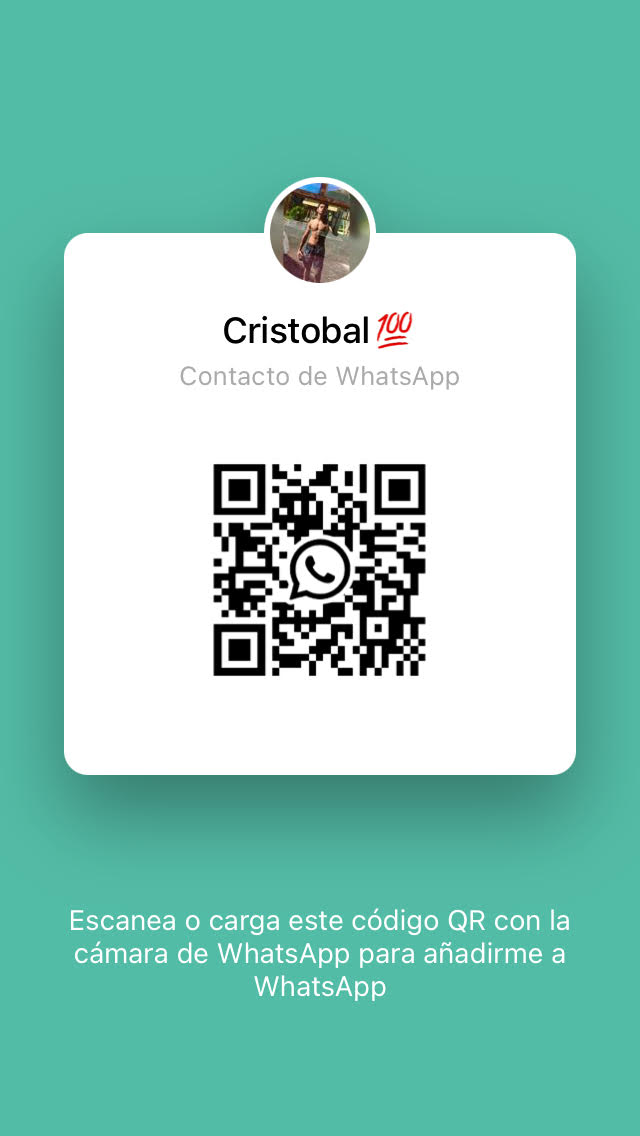 Cristobal💯
Contacto de WhatsApp
Escanea o carga este código QR con la
cámara de WhatsApp para añadirme a
WhatsApp